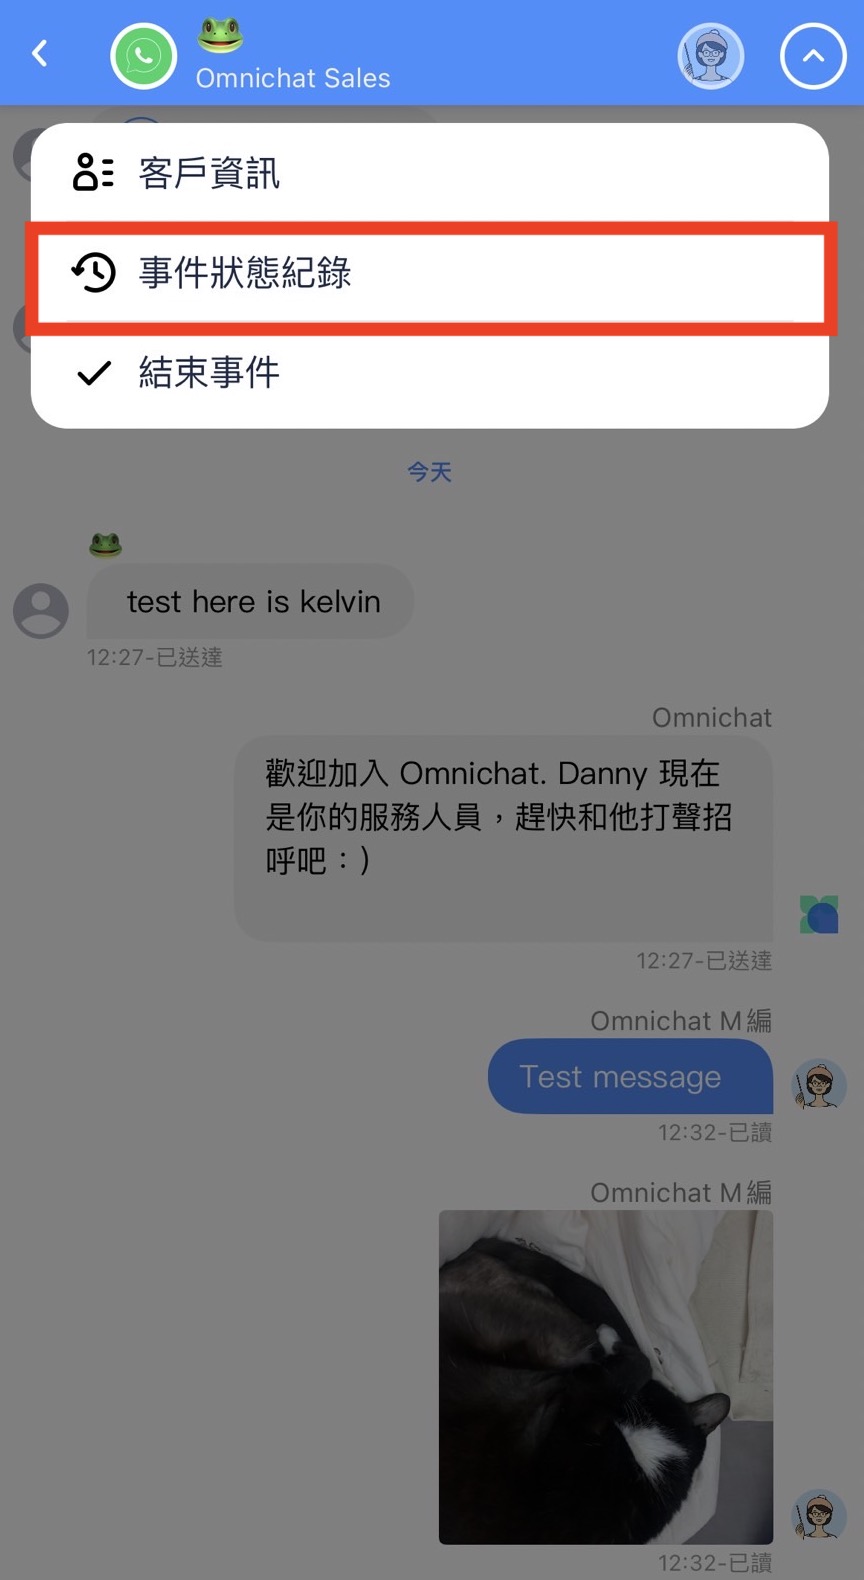 Omnichat Sales
客戶資訊
事件狀態紀錄
結束事件
今天
test here is kelvin
12:27-已送達
Omnichat
歡迎加入 Omnichat. Danny 現在
是你的服務人員，趕快和他打聲招
呼吧：)
12:27-已送達
Omnichat M編
Test message
12:32-已讀
Omnichat M編
12:32-已讀